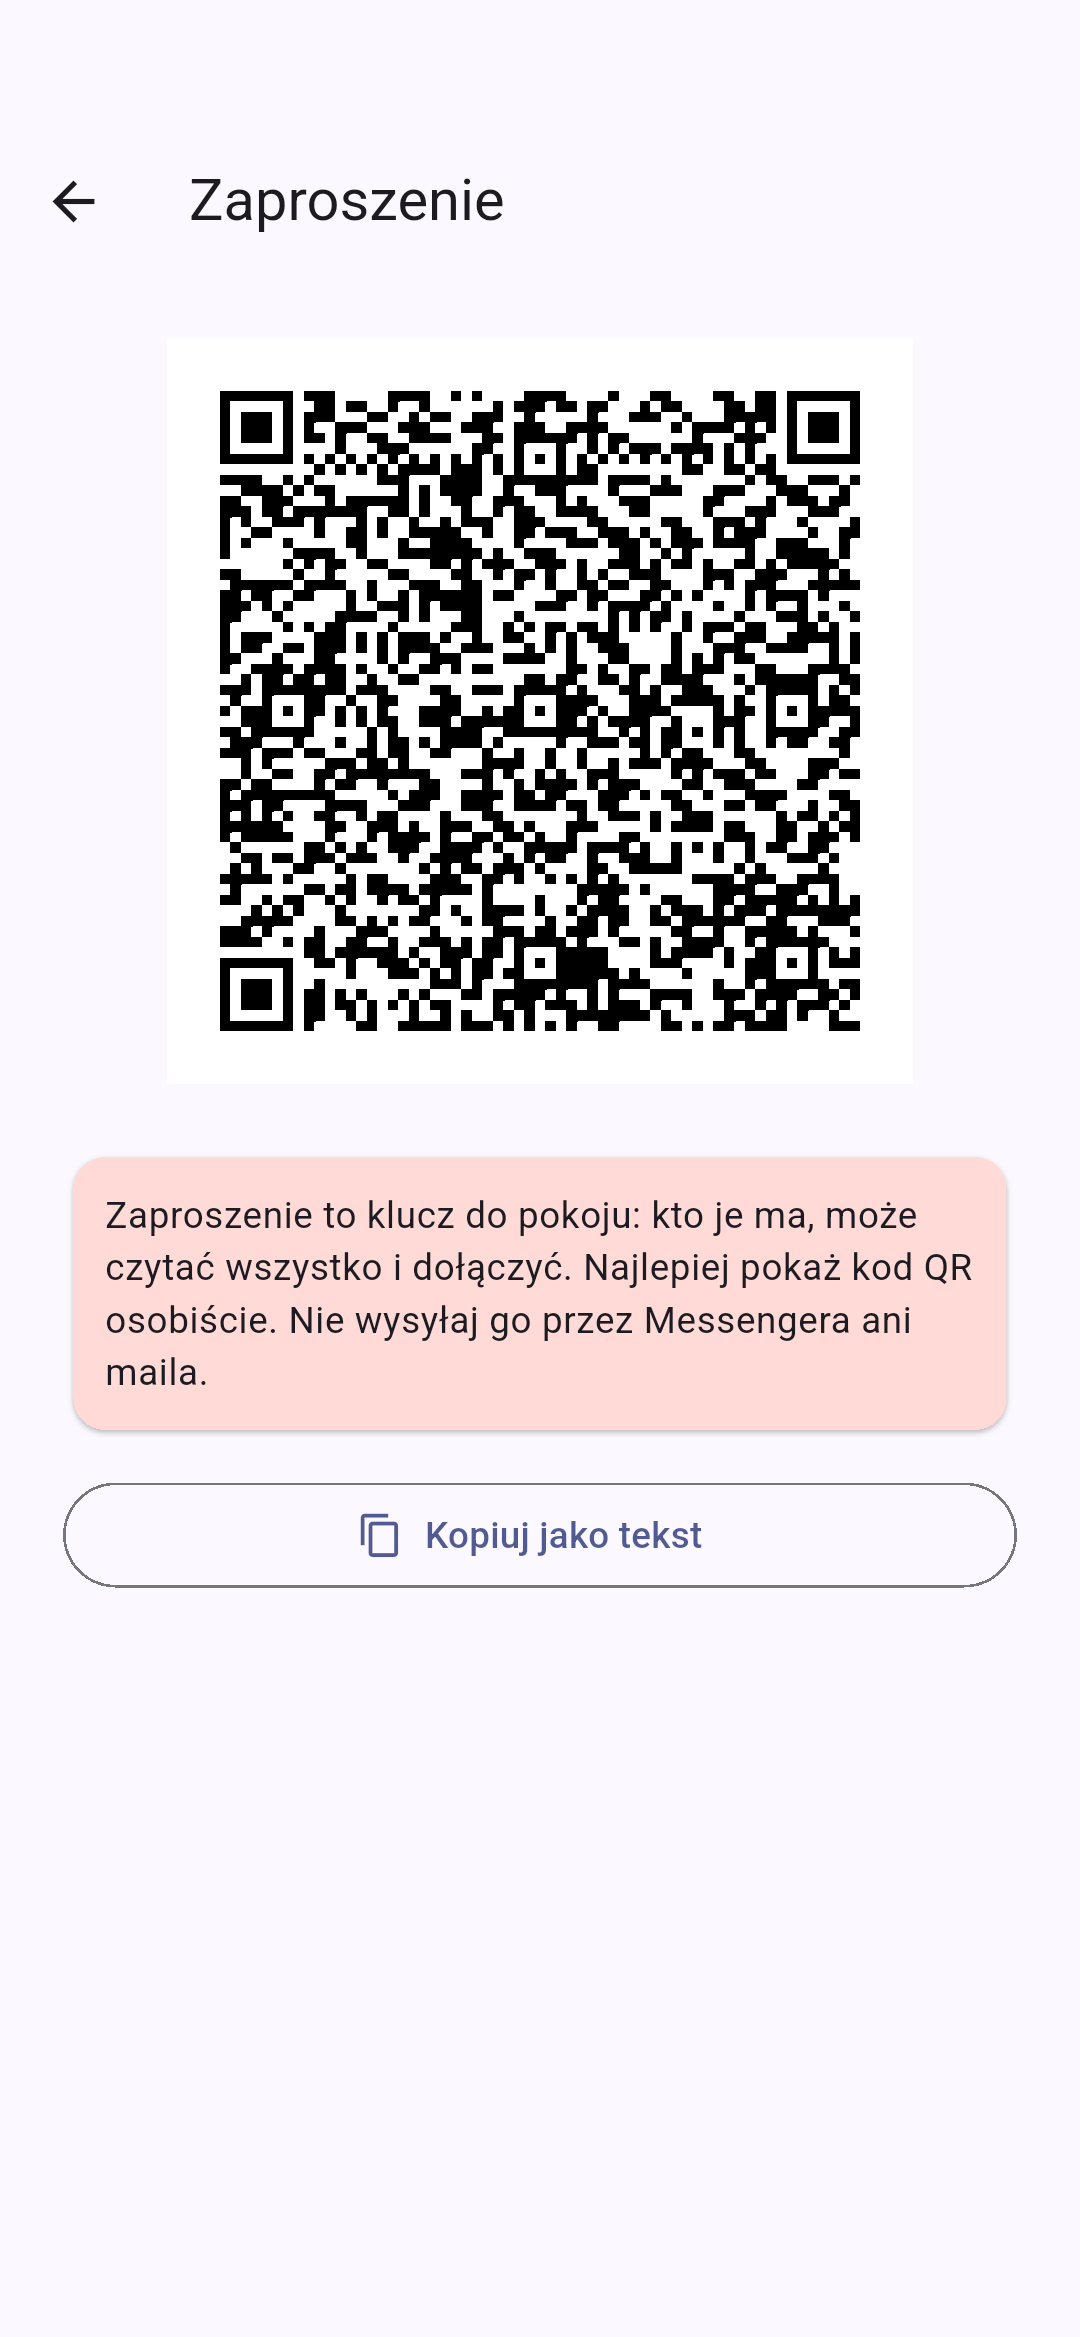 Zaproszenie
Zaproszenie to klucz do pokoju: kto je ma, może
czytać wszystko i dołączyć. Najlepiej pokaż kod QR
osobiście. Nie wysyłaj go przez Messengera ani
maila.
Kopiuj jako tekst